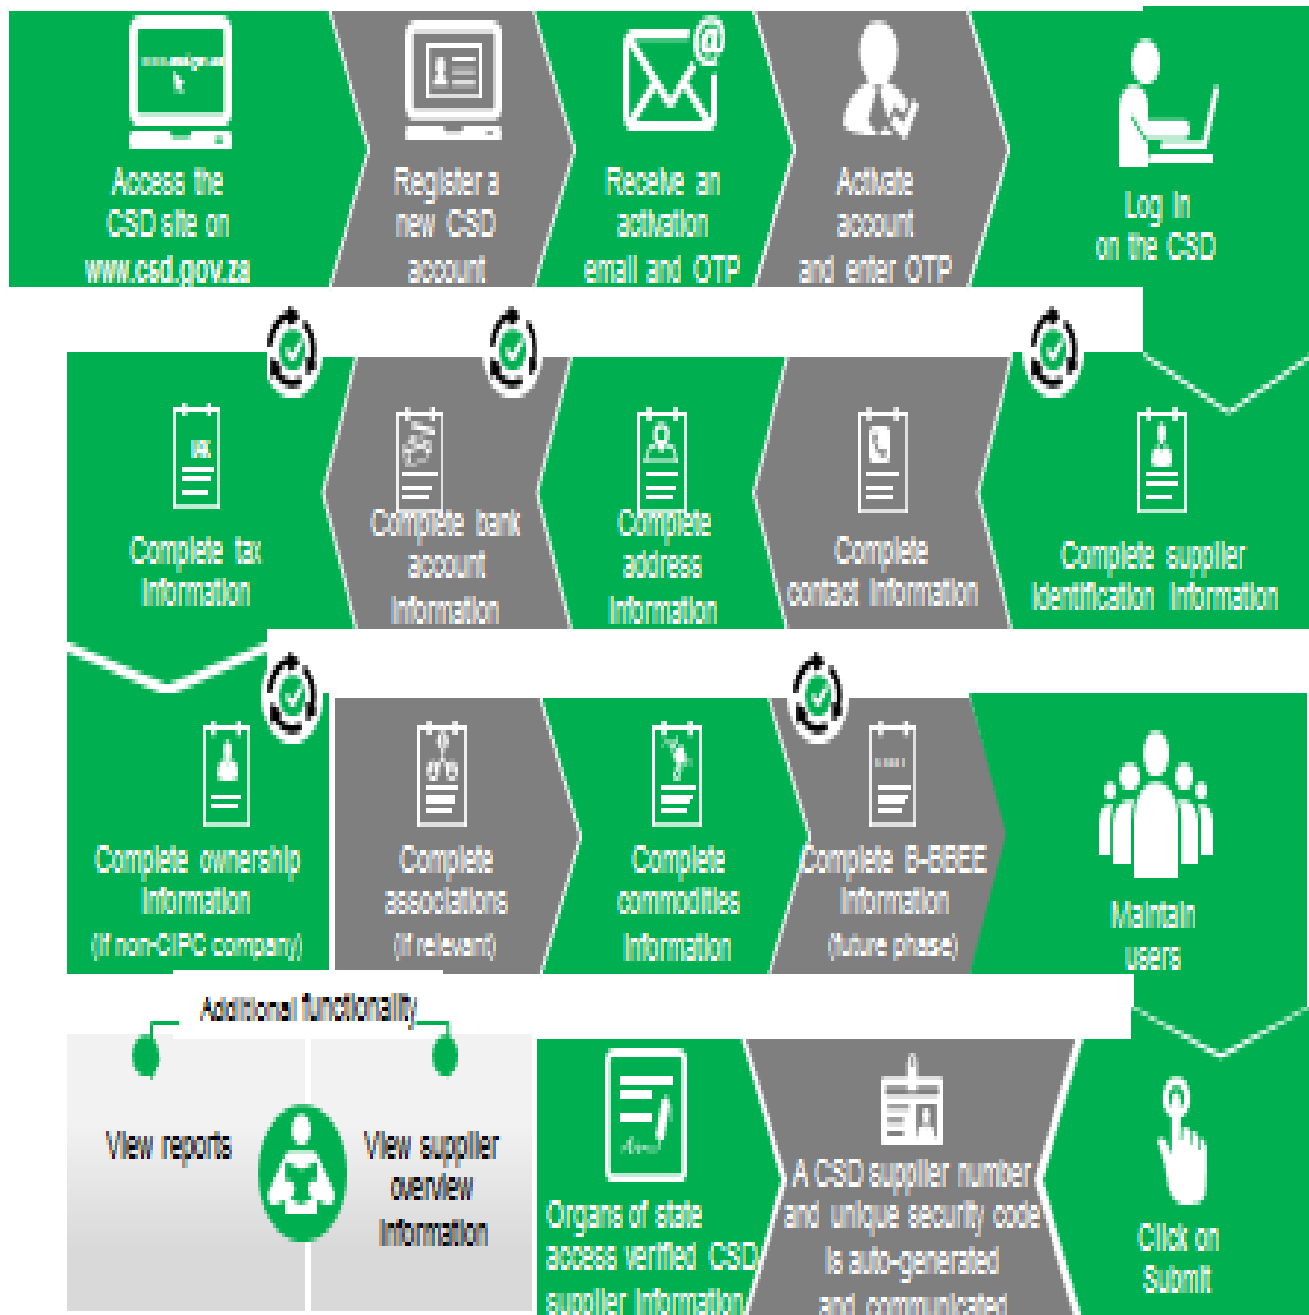 Access the
CSD site on
www.csd.gov.za
Register a
new CSD
account
Receive an
activation
email and OTP
Activate
account
and enter OTP
Log in
on the CSD
Complete tax
Information
Complete bank
account
Information
Complete
address
Information
Complete
contact Information
Complete supplier
Identification Information
Complete ownership
Information
(If non-CIPC company)
Complete
associations
(If relevant)
Complete
commodities
Information
Complete B-BBEE
Information
(future phase)
Maintain
users
Additional functionality
View reports
View supplier
overview
Information
Organs of state
access verified CSD
supplier Information
A CSD supplier number
and unique security code
is auto-generated
and communicated
Click on
Submit